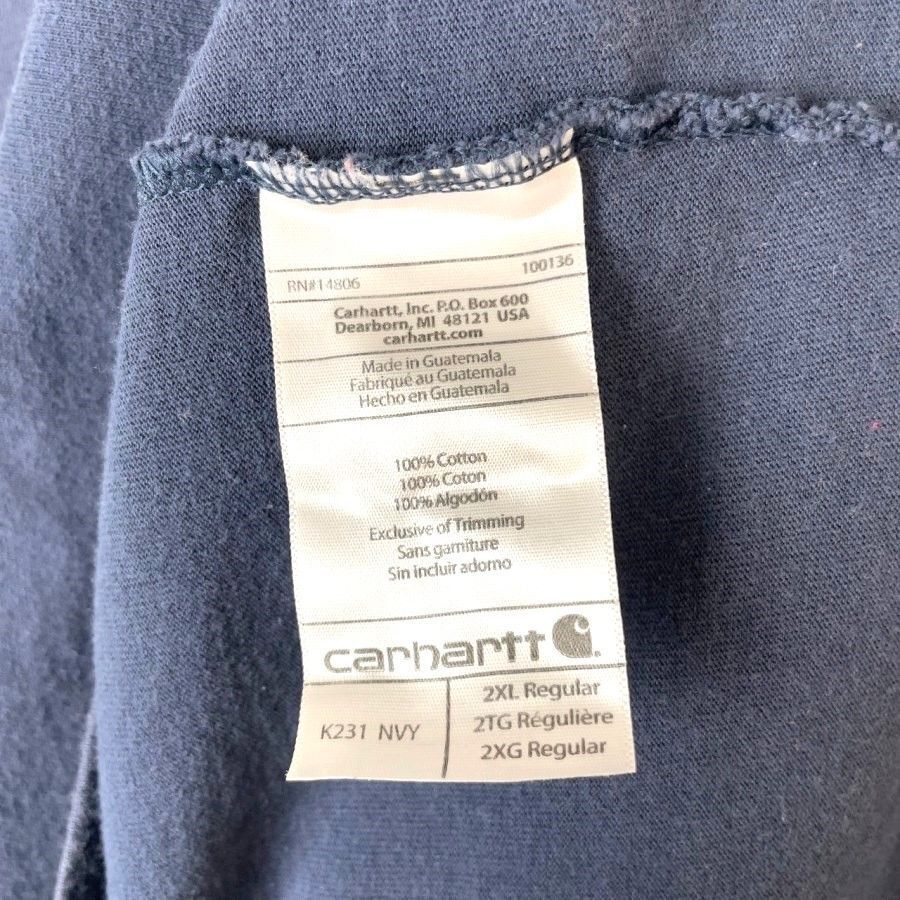 RN#14806 100136
Carhartt, Inc. P.O. Box 600
Dearborn, MI 48121 USA
carhartt.com
Made in Guatemala
Fabriqué au Guatemala
Hecho en Guatemala
100% Cotton
100% Coton
100% Algodón
Exclusive of Trimming
Sans garniture
Sin incluir adorno
carhartt
K231 NVY
2XL Regular
2TG Régulière
2XG Regular